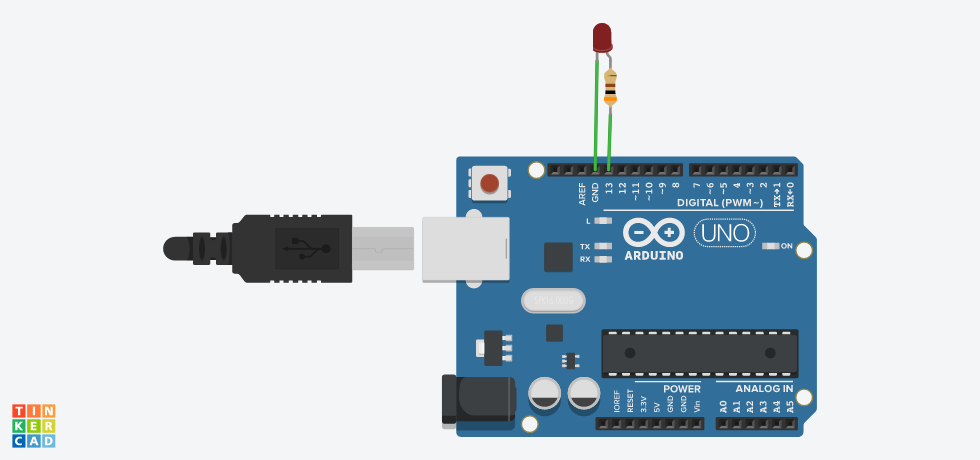 AREF
GND
13
12
~11
~10
~9
8
7
~6
~5
4
~3
2
TX→1
RX←0
DIGITAL (PWM~)
L
TX
RX
UNO
ON
ARDUINO
POWER
ANALOG IN
IOREF
RESET
3.3V
5V
GND
GND
Vin
A0
A1
A2
A3
A4
A5
TIN
KER
CAD